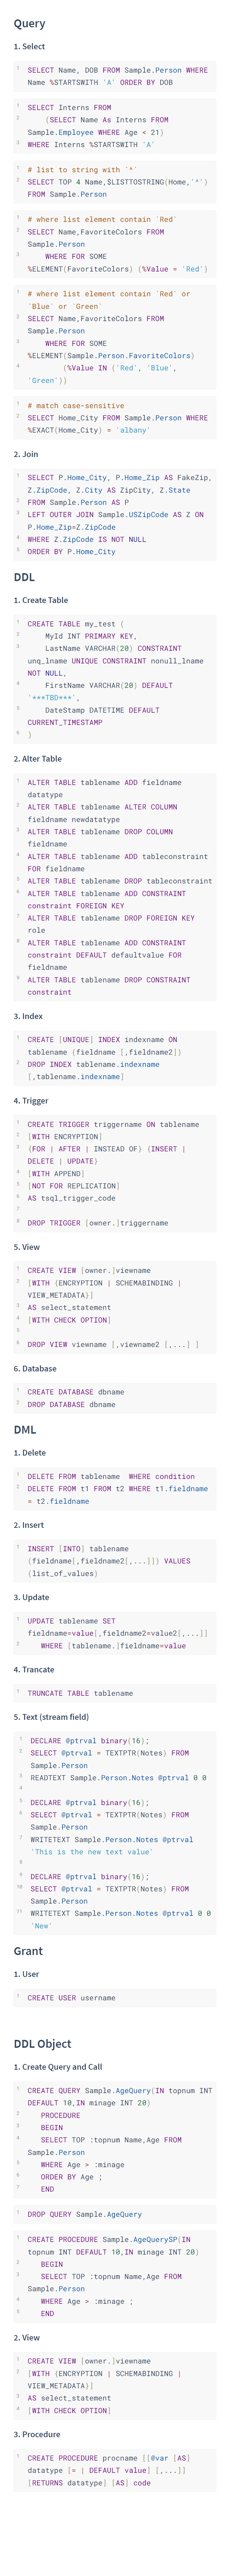 Query
1. Select
1 SELECT Name, DOB FROM Sample.Person WHERE
Name %STARTSWITH 'A' ORDER BY DOB
1 SELECT Interns FROM
2     (SELECT Name As Interns FROM
Sample.Employee WHERE Age < 21)
3 WHERE Interns %STARTSWITH 'A'
1 # list to string with `*`
2 SELECT TOP 4 Name,$LISTTOSTRING(Home,'*')
FROM Sample.Person
1 # where list element contain `Red`
2 SELECT Name,FavoriteColors FROM
Sample.Person
3     WHERE FOR SOME
%ELEMENT(FavoriteColors) (%Value = 'Red')
1 # where list element contain `Red` or
`Blue` or `Green`
2 SELECT Name,FavoriteColors FROM
Sample.Person
3     WHERE FOR SOME
%ELEMENT(Sample.Person.FavoriteColors)
4         (%Value IN ('Red', 'Blue',
'Green'))
1 # match case-sensitive
2 SELECT Home_City FROM Sample.Person WHERE
%EXACT(Home_City) = 'albany'
2. Join
1 SELECT P.Home_City, P.Home_Zip AS FakeZip,
Z.ZipCode, Z.City AS ZipCity, Z.State
2 FROM Sample.Person AS P
3 LEFT OUTER JOIN Sample.USZipCode AS Z ON
P.Home_Zip=Z.ZipCode
4 WHERE Z.ZipCode IS NOT NULL
5 ORDER BY P.Home_City
DDL
1. Create Table
1 CREATE TABLE my_test (
2     MyId INT PRIMARY KEY,
3     LastName VARCHAR(20) CONSTRAINT
unq_lname UNIQUE CONSTRAINT nonull_lname
NOT NULL,
4     FirstName VARCHAR(20) DEFAULT
'***TBD***',
5     DateStamp DATETIME DEFAULT
CURRENT_TIMESTAMP
6 )
2. Alter Table
1 ALTER TABLE tablename ADD fieldname
datatype
2 ALTER TABLE tablename ALTER COLUMN
fieldname newdatatype
3 ALTER TABLE tablename DROP COLUMN
fieldname
4 ALTER TABLE tablename ADD tableconstraint
FOR fieldname
5 ALTER TABLE tablename DROP tableconstraint
6 ALTER TABLE tablename ADD CONSTRAINT
constraint FOREIGN KEY
7 ALTER TABLE tablename DROP FOREIGN KEY
role
8 ALTER TABLE tablename ADD CONSTRAINT
constraint DEFAULT defaultvalue FOR
fieldname
9 ALTER TABLE tablename DROP CONSTRAINT
constraint
3. Index
1 CREATE [UNIQUE] INDEX indexname ON
tablename (fieldname [,fieldname2])
2 DROP INDEX tablename.indexname
[,tablename.indexname]
4. Trigger
1 CREATE TRIGGER triggername ON tablename
2 [WITH ENCRYPTION]
3 {FOR | AFTER | INSTEAD OF} {INSERT |
DELETE | UPDATE}
4 [WITH APPEND]
5 [NOT FOR REPLICATION]
6 AS tsql_trigger_code
7
8 DROP TRIGGER [owner.]triggername
5. View
1 CREATE VIEW [owner.]viewname
2 [WITH {ENCRYPTION | SCHEMABINDING |
VIEW_METADATA}]
3 AS select_statement
4 [WITH CHECK OPTION]
5
6 DROP VIEW viewname [,viewname2 [,...] ]
6. Database
1 CREATE DATABASE dbname
2 DROP DATABASE dbname
DML
1. Delete
1 DELETE FROM tablename  WHERE condition
2 DELETE FROM t1 FROM t2 WHERE t1.fieldname
= t2.fieldname
2. Insert
1 INSERT [INTO] tablename
(fieldname[,fieldname2[,...]]) VALUES
(list_of_values)
3. Update
1 UPDATE tablename SET
fieldname=value[,fieldname2=value2[,...]]
2    WHERE [tablename.]fieldname=value
4. Trancate
1 TRUNCATE TABLE tablename
5. Text (stream field)
1 DECLARE @ptrval binary(16);
2 SELECT @ptrval = TEXTPTR(Notes) FROM
Sample.Person
3 READTEXT Sample.Person.Notes @ptrval 0 0
4
5 DECLARE @ptrval binary(16);
6 SELECT @ptrval = TEXTPTR(Notes) FROM
Sample.Person
7 WRITETEXT Sample.Person.Notes @ptrval
'This is the new text value'
8
9 DECLARE @ptrval binary(16);
10 SELECT @ptrval = TEXTPTR(Notes) FROM
Sample.Person
11 WRITETEXT Sample.Person.Notes @ptrval 0 0
'New'
Grant
1. User
1 CREATE USER username
DDL Object
1. Create Query and Call
1 CREATE QUERY Sample.AgeQuery(IN topnum INT
DEFAULT 10,IN minage INT 20)
2    PROCEDURE
3    BEGIN
4    SELECT TOP :topnum Name,Age FROM
Sample.Person
5    WHERE Age > :minage
6    ORDER BY Age ;
7    END
1 DROP QUERY Sample.AgeQuery
1 CREATE PROCEDURE Sample.AgeQuerySP(IN
topnum INT DEFAULT 10,IN minage INT 20)
2    BEGIN
3    SELECT TOP :topnum Name,Age FROM
Sample.Person
4    WHERE Age > :minage ;
5    END
2. View
1 CREATE VIEW [owner.]viewname
2 [WITH {ENCRYPTION | SCHEMABINDING |
VIEW_METADATA}]
3 AS select_statement
4 [WITH CHECK OPTION]
3. Procedure
1 CREATE PROCEDURE procname [[@var [AS]
datatype [= | DEFAULT value] [,...]]
[RETURNS datatype] [AS] code